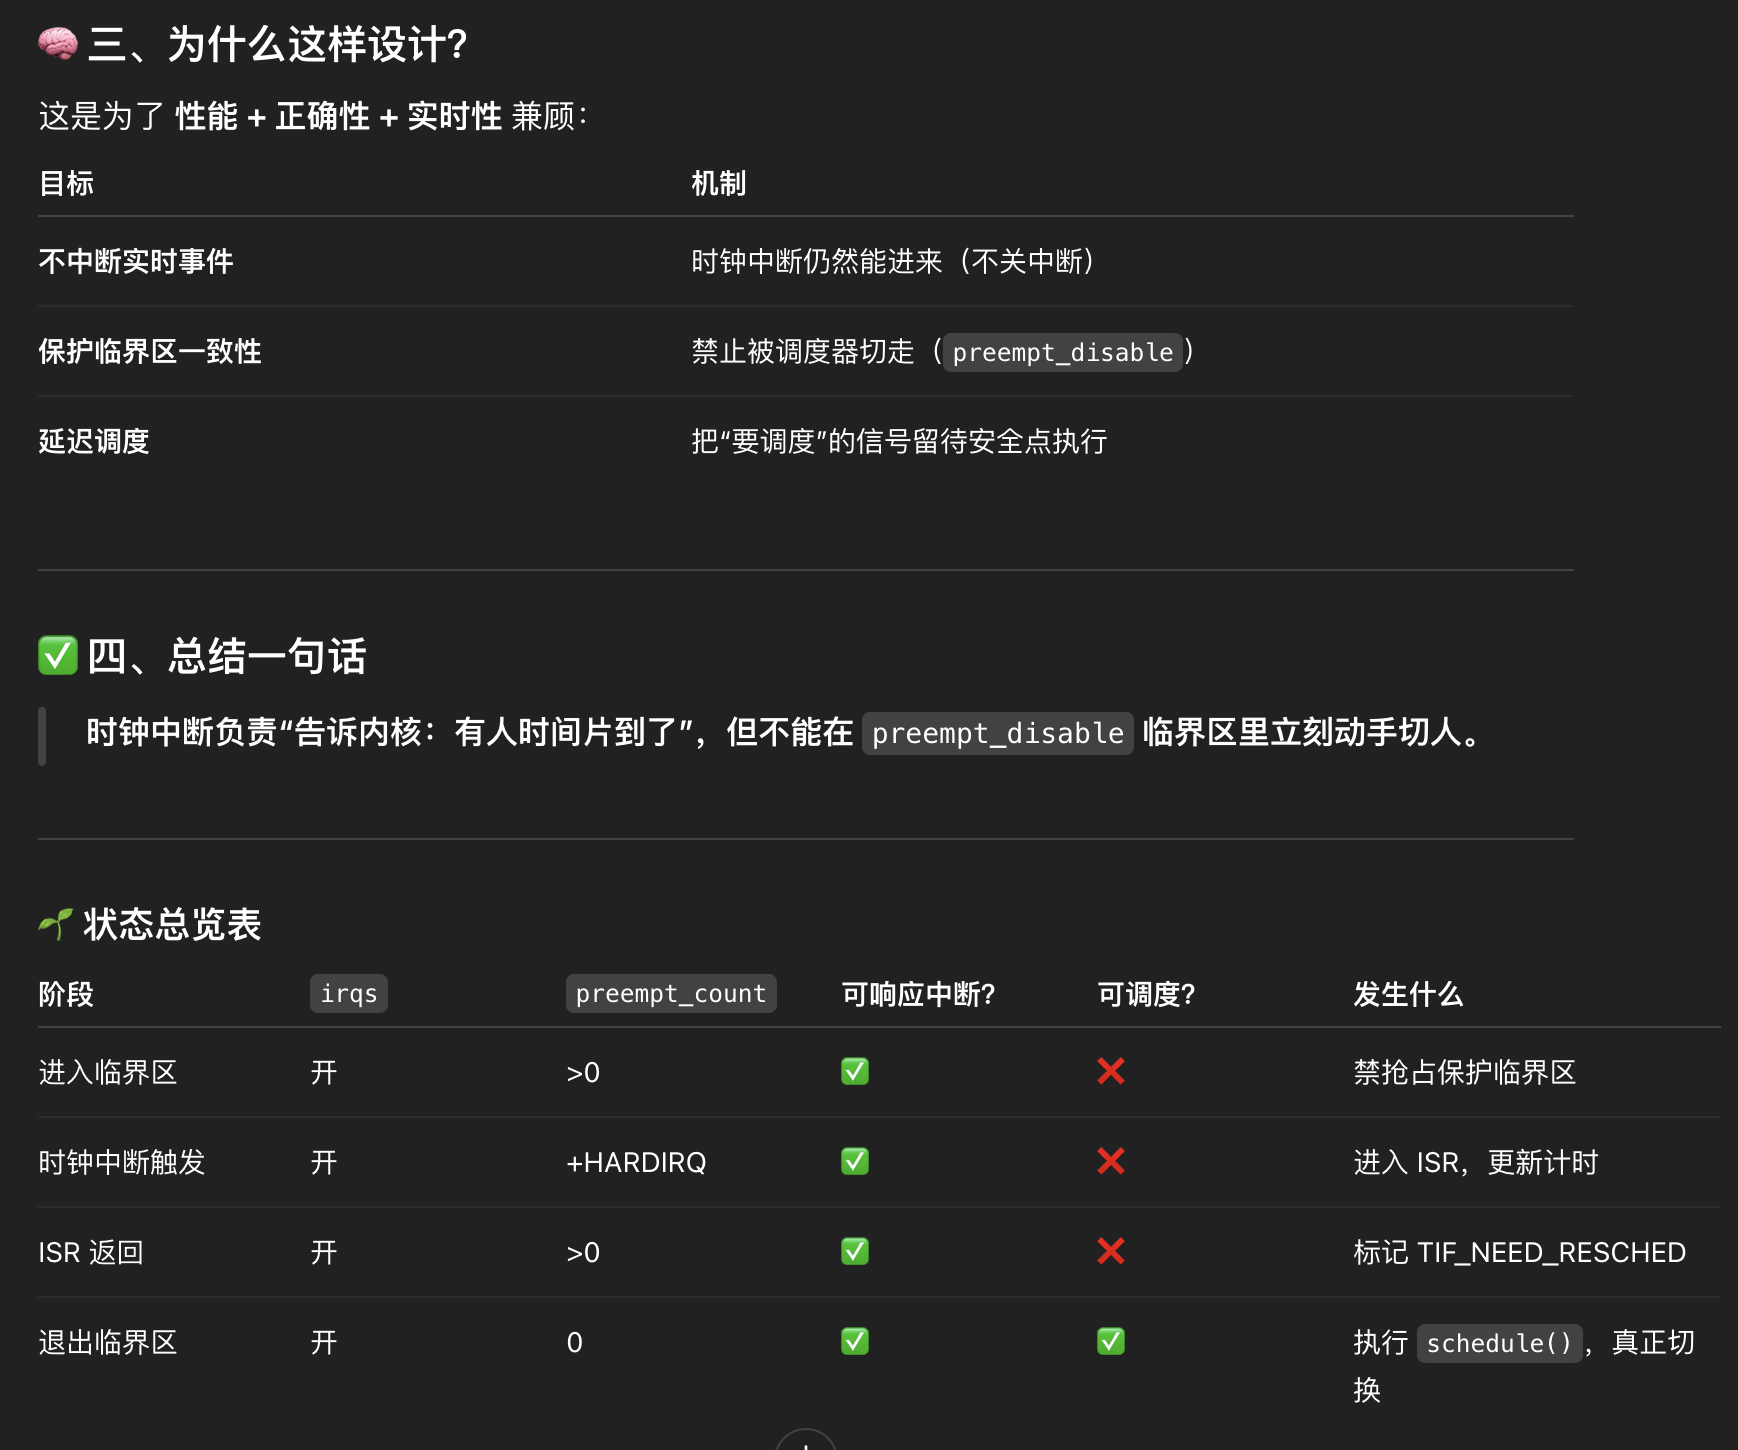 🧠 三、为什么这样设计？
这是为了 性能 + 正确性 + 实时性 兼顾：
目标 机制
不中断实时事件 时钟中断仍然能进来（不关中断）
保护临界区一致性 禁止被调度器切走（preempt_disable）
延迟调度 把“要调度”的信号留待安全点执行
✅ 四、总结一句话
时钟中断负责“告诉内核：有人时间片到了”，但不能在 preempt_disable 临界区里立刻动手切人。
🌱 状态总览表
阶段 irqs preempt_count 可响应中断？ 可调度？ 发生什么
进入临界区 开 >0 ✅ ❌ 禁抢占保护临界区
时钟中断触发 开 +HARDIRQ ✅ ❌ 进入 ISR，更新计时
ISR 返回 开 >0 ✅ ❌ 标记 TIF_NEED_RESCHED
退出临界区 开 0 ✅ ✅ 执行 schedule()，真正切
换